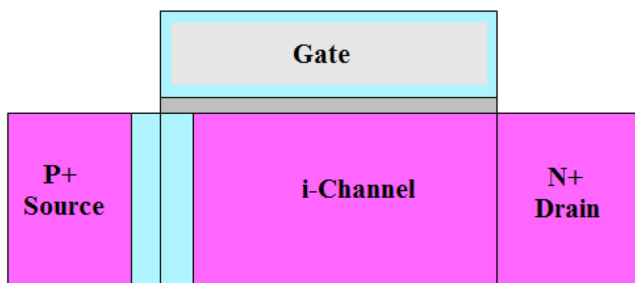 Gate
P+
Source
i-Channel
N+
Drain